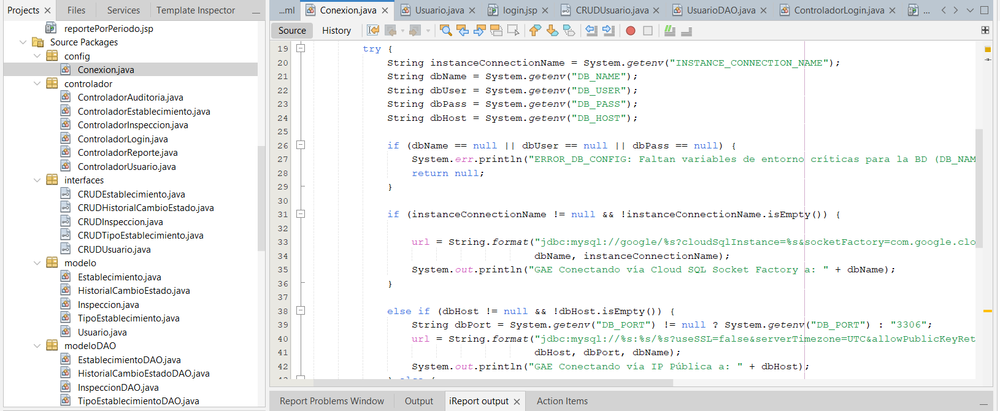 Projects
Files
Services
Template Inspector
reportePorPeriodo.jsp
Source Packages
config
Conexion.java
controlador
ControladorAuditoria.java
ControladorEstablecimiento.java
ControladorInspeccion.java
ControladorLogin.java
ControladorReporte.java
ControladorUsuario.java
interfaces
CRUDEstablecimiento.java
CRUDHistorialCambioEstado.java
CRUDInspeccion.java
CRUDTipoEstablecimiento.java
CRUDUsuario.java
modelo
Establecimiento.java
HistorialCambioEstado.java
Inspeccion.java
TipoEstablecimiento.java
Usuario.java
modeloDAO
EstablecimientoDAO.java
HistorialCambioEstadoDAO.java
InspeccionDAO.java
TipoEstablecimientoDAO.java
...ml
Conexion.java
Usuario.java
login.jsp
CRUDUsuario.java
UsuarioDAO.java
ControladorLogin.java
...
Source
History
19 try {
20 String instanceConnectionName = System.getenv("INSTANCE_CONNECTION_NAME");
21 String dbName = System.getenv("DB_NAME");
22 String dbUser = System.getenv("DB_USER");
23 String dbPass = System.getenv("DB_PASS");
24 String dbHost = System.getenv("DB_HOST");
25
26 if (dbName == null || dbUser == null || dbPass == null) {
27 System.err.println("ERROR_DB_CONFIG: Faltan variables de entorno críticas para la BD (DB_NAM
28 return null;
29 }
30
31 if (instanceConnectionName != null && !instanceConnectionName.isEmpty()) {
32
33 url = String.format("jdbc:mysql://google/%s?cloudSqlInstance=%s&socketFactory=com.google.clo
34 dbName, instanceConnectionName);
35 System.out.println("GAE Conectando vía Cloud SQL Socket Factory a: " + dbName);
36 }
37
38 else if (dbHost != null && !dbHost.isEmpty()) {
39 String dbPort = System.getenv("DB_PORT") != null ? System.getenv("DB_PORT") : "3306";
40 url = String.format("jdbc:mysql://%s:%s/%s?useSSL=false&serverTimezone=UTC&allowPublicKeyRet
41 dbHost, dbPort, dbName);
42 System.out.println("GAE Conectando vía IP Pública a: " + dbHost);
Report Problems Window
Output
iReport output
Action Items